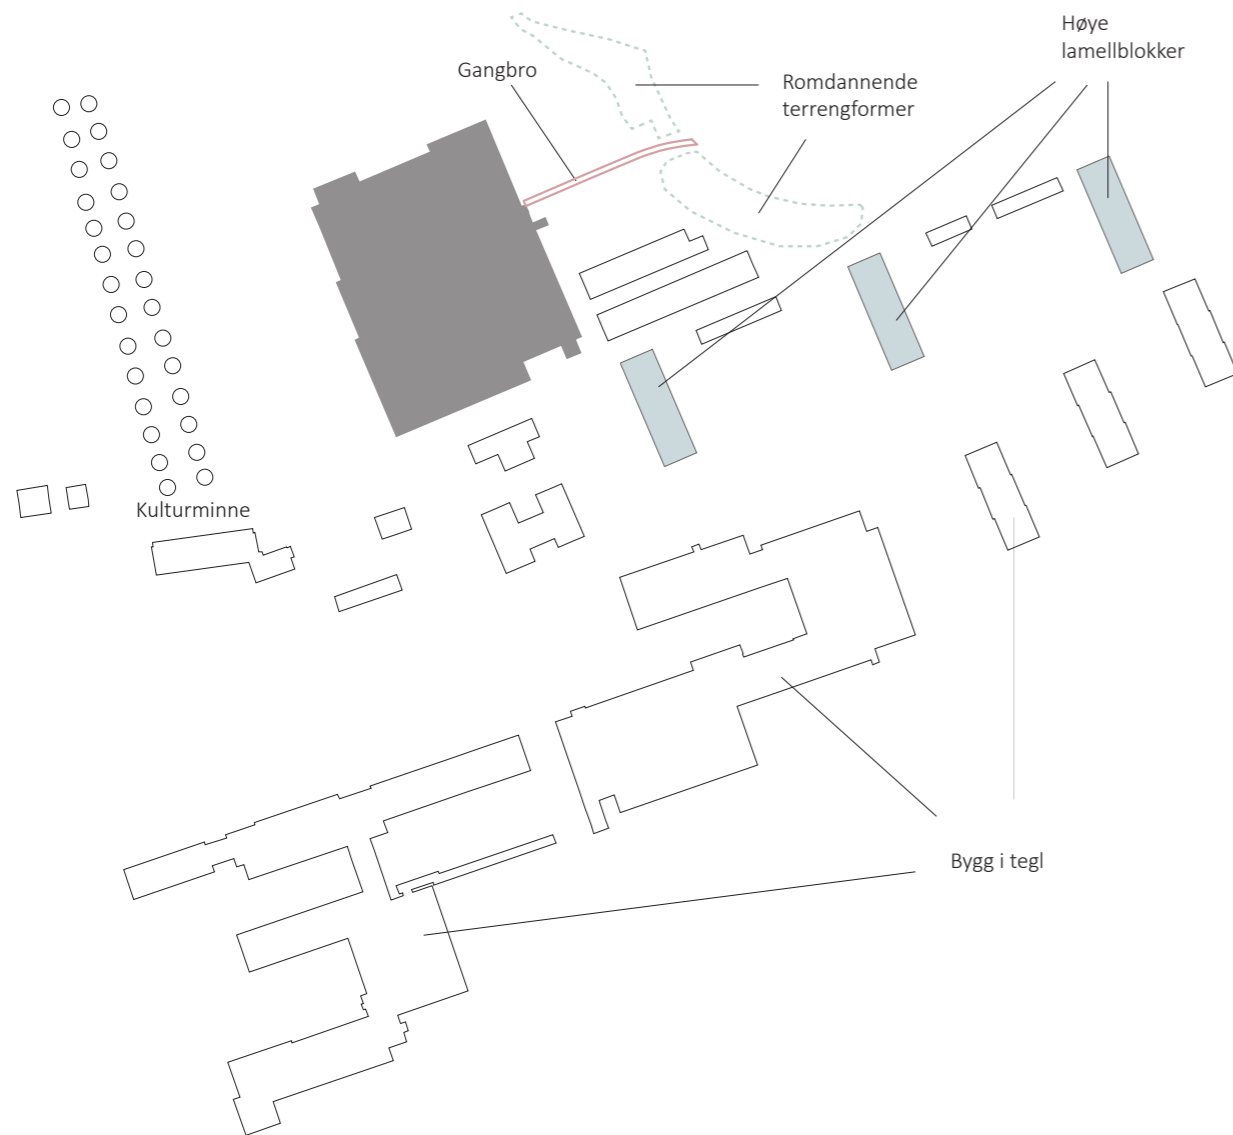 Høye
lamellblokker
Gangbro
Romdannende
terrengformer
Kulturminne
Bygg i tegl